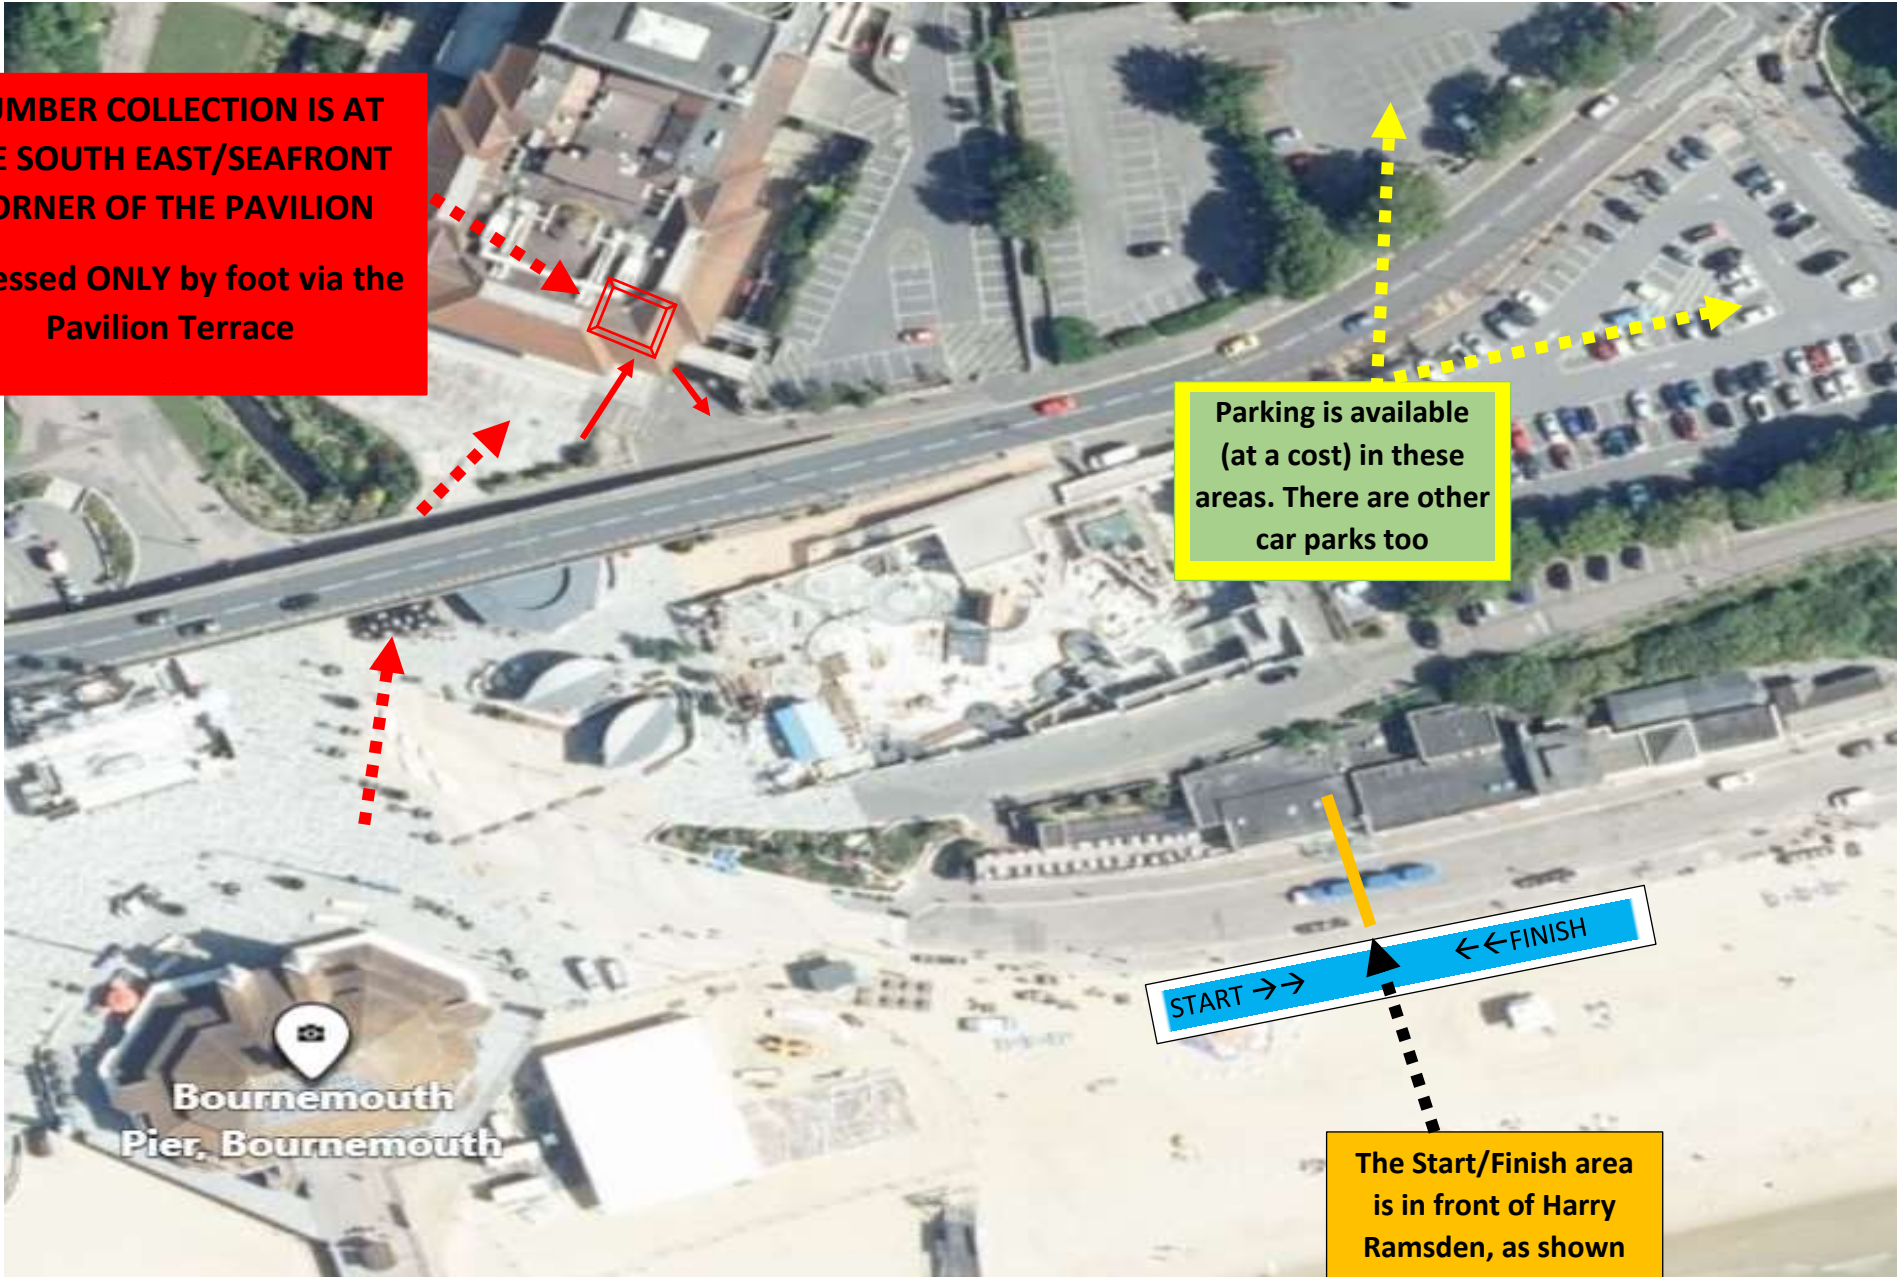 UMBER COLLECTION IS AT
E SOUTH EAST/SEAFRONT
ORNER OF THE PAVILION
essed ONLY by foot via the
Pavilion Terrace
Parking is available
(at a cost) in these
areas. There are other
car parks too
←←FINISH
START →→
Bournemouth
Pier, Bournemouth
The Start/Finish area
is in front of Harry
Ramsden, as shown